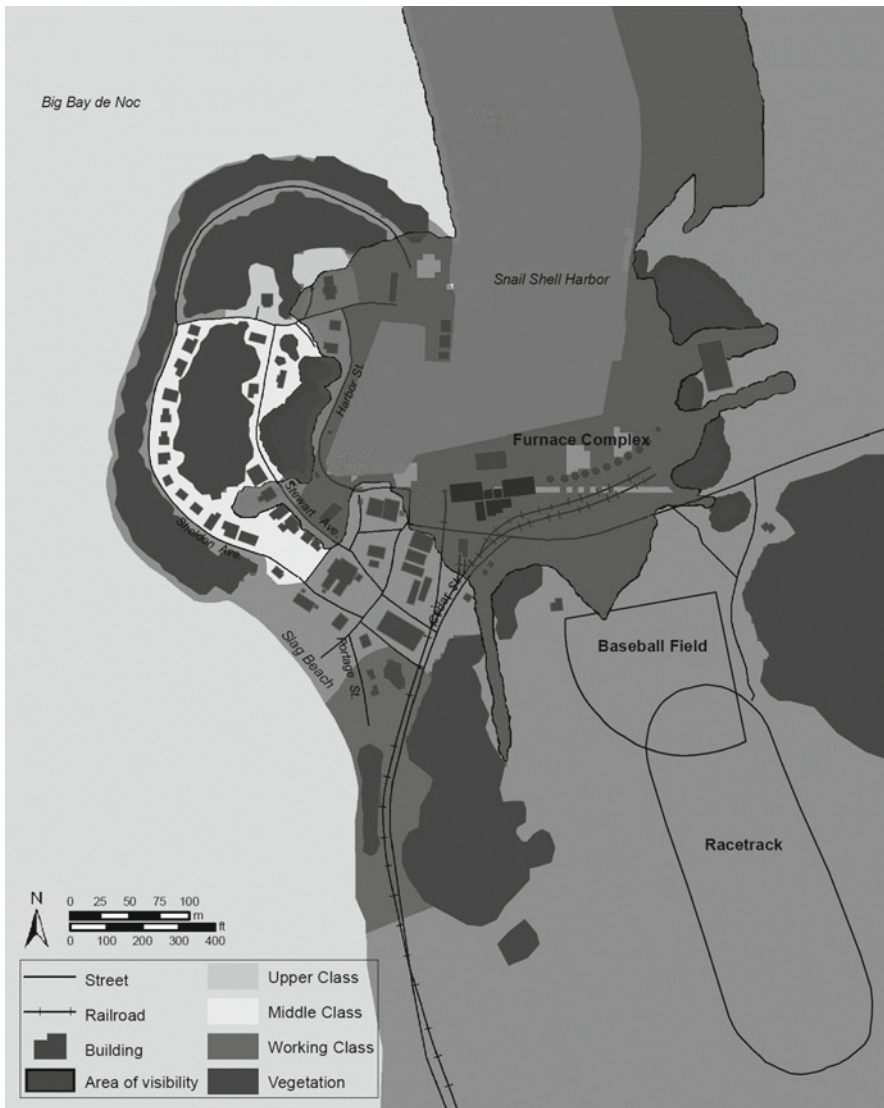 Big Bay de Noc
Snail Shell Harbor
Harbor St.
Furnace Complex
Stewart Ave.
Sheldon Ave.
Cedar St.
Baseball Field
Slag Beach
Portage St.
Racetrack
N
0 25 50 75 100
m
ft
0 100 200 300 400
Street
Upper Class
Railroad
Middle Class
Building
Working Class
Area of visibility
Vegetation